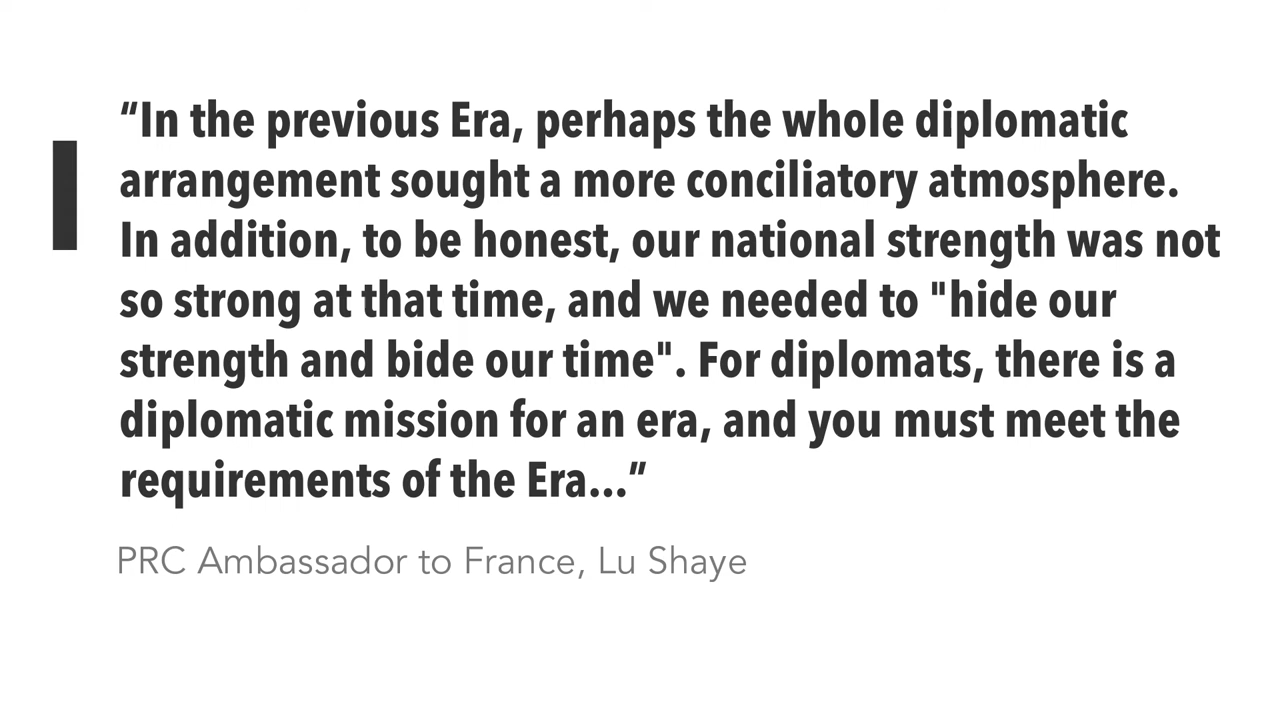 “In the previous Era, perhaps the whole diplomatic
arrangement sought a more conciliatory atmosphere.
In addition, to be honest, our national strength was not
so strong at that time, and we needed to "hide our
strength and bide our time". For diplomats, there is a
diplomatic mission for an era, and you must meet the
requirements of the Era...”
PRC Ambassador to France, Lu Shaye